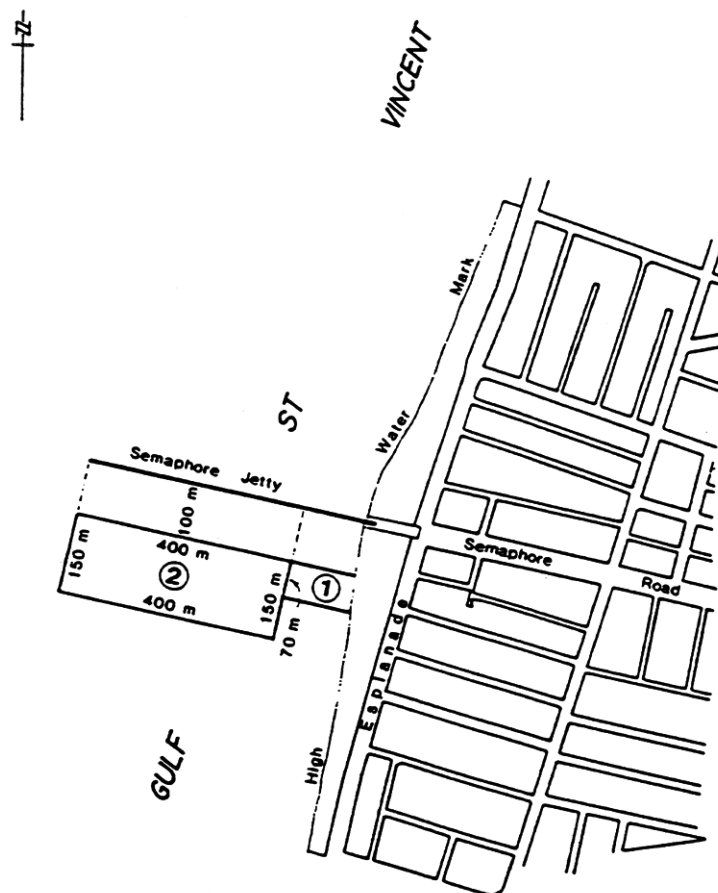 N
VINCENT
ST
GULF
High
Water
Mark
Semaphore Jetty
100 m
400 m
150 m
②
400 m
150 m
①
70 m
Semaphore
Road
Esplanade